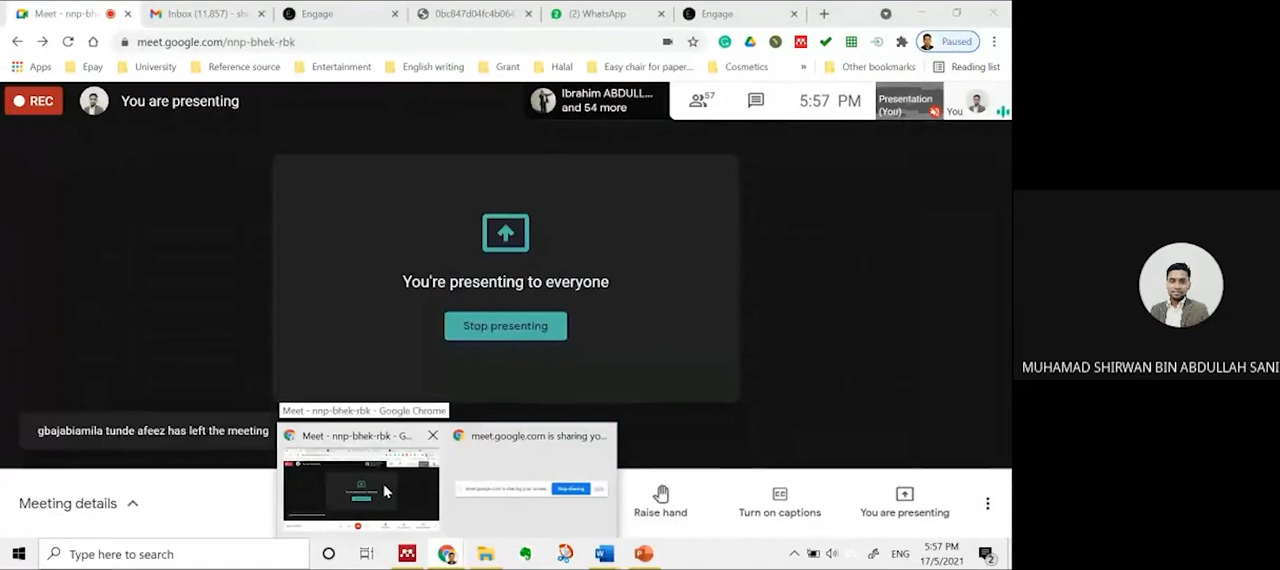 Meet - nnp-bh
Inbox (11,857) - sh
Engage
0bc847d04fc4b064
(2) WhatsApp
Engage
meet.google.com/nnp-bhek-rbk
Paused
Apps
Epay
University
Reference source
Entertainment
English writing
Grant
Halal
Easy chair for paper...
Cosmetics
»
Other bookmarks
Reading list
REC
You are presenting
Ibrahim ABDULL...
and 54 more
57
5:57 PM
Presentation
(You)
You
You're presenting to everyone
Stop presenting
MUHAMAD SHIRWAN BIN ABDULLAH SANI
Meet - nnp-bhek-rbk - Google Chrome
gbajabiamila tunde afeez has left the meeting
Meet - nnp-bhek-rbk - G...
meet.google.com is sharing yo...
Stop sharing
Meeting details
Raise hand
Turn on captions
You are presenting
Type here to search
ENG
5:57 PM
17/5/2021
2